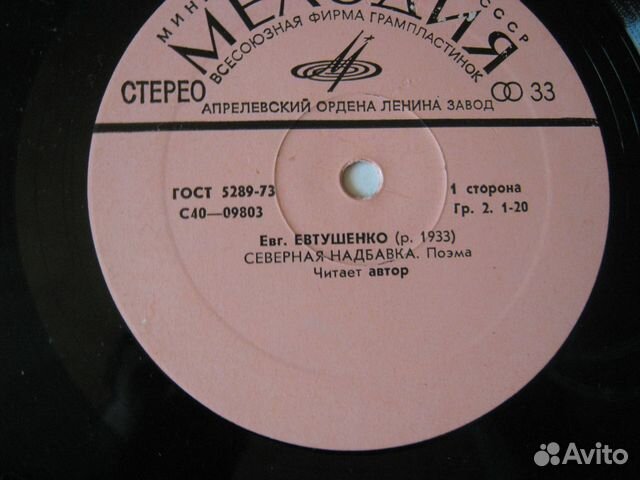 МИН СССР
МЕЛОДИЯ
ВСЕСОЮЗНАЯ ФИРМА ГРАМПЛАСТИНОК
СТЕРЕО 33
АПРЕЛЕВСКИЙ ОРДЕНА ЛЕНИНА ЗАВОД
ГОСТ 5289-73 1 сторона
С40—09803 Гр. 2. 1-20
Евг. ЕВТУШЕНКО (р. 1933)
СЕВЕРНАЯ НАДБАВКА. Поэма
Читает автор
Avito